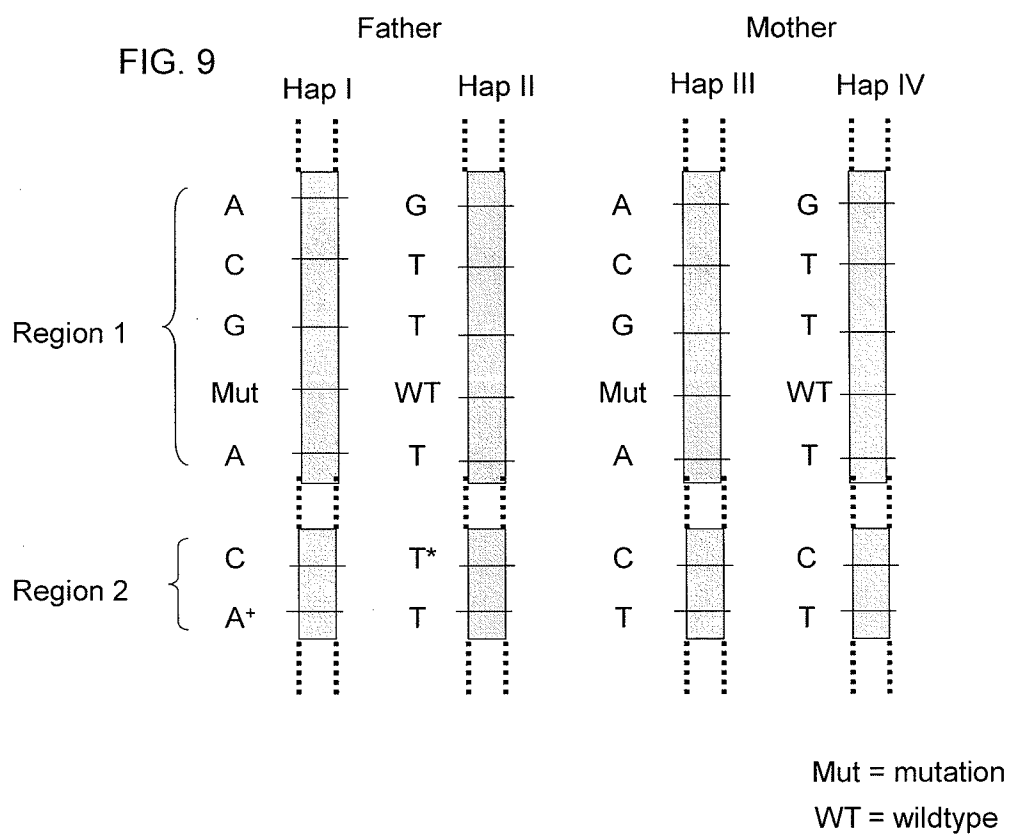 Father Mother
FIG. 9
Hap I Hap II Hap III Hap IV
A G A G
C T C T
Region 1
G T G T
Mut WT Mut WT
A T A T
C T* C C
Region 2
A+ T T T
Mut = mutation
WT = wildtype